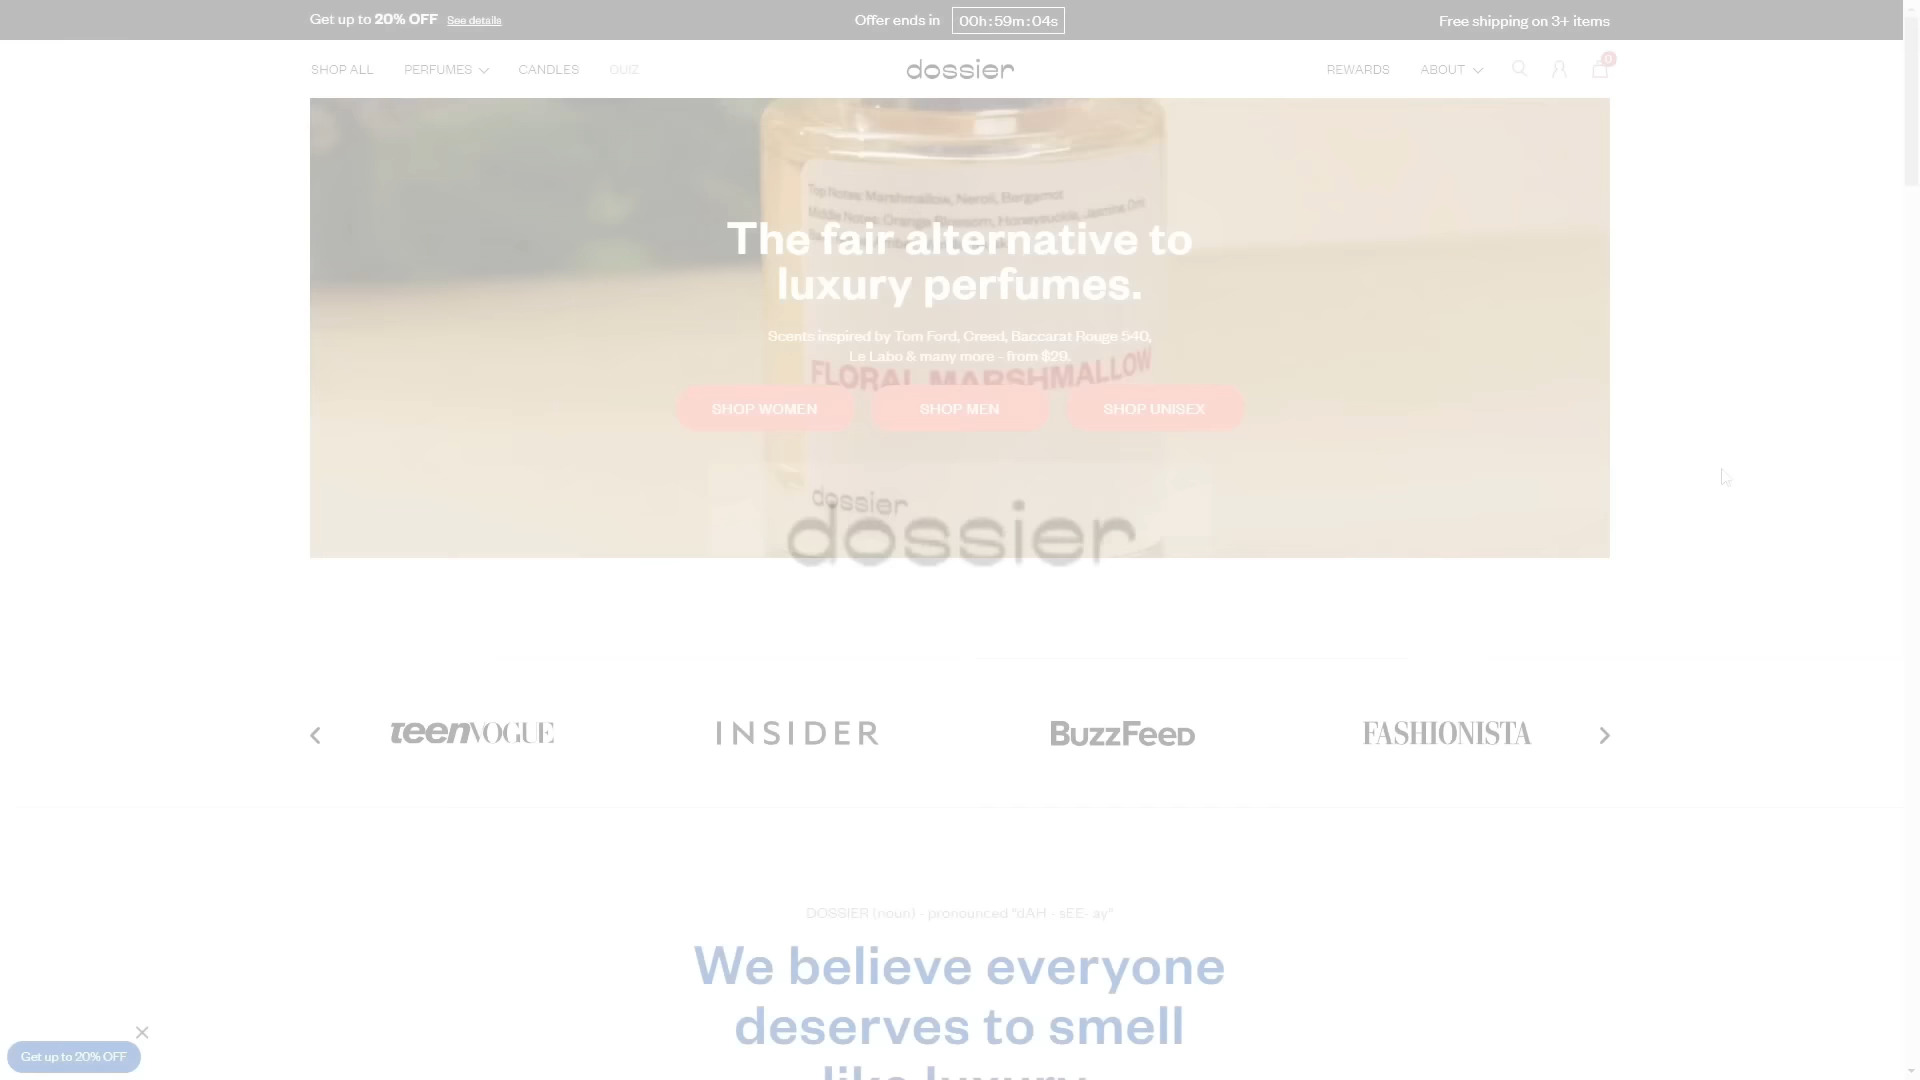 Get up to 20% OFF See details
Offer ends in 00h:59m:04s
Free shipping on 3+ items
SHOP ALL PERFUMES CANDLES QUIZ
dossier
REWARDS ABOUT
0
Top Notes: Marshmallow, Neroli, Bergamot
Middle Notes: Orange Blossom, Honeysuckle, Jasmine
The fair alternative to
luxury perfumes.
Scents inspired by Tom Ford, Creed, Baccarat Rouge 540,
Le Labo & many more - from $29.
FLORAL MARSHMALLOW
SHOP WOMEN SHOP MEN SHOP UNISEX
dossier
dossier
teenVOGUE INSIDER BuzzFeed FASHIONISTA
DOSSIER (noun) - pronounced "dAH - sEE- ay"
We believe everyone
deserves to smell
like luxury.
Get up to 20% OFF